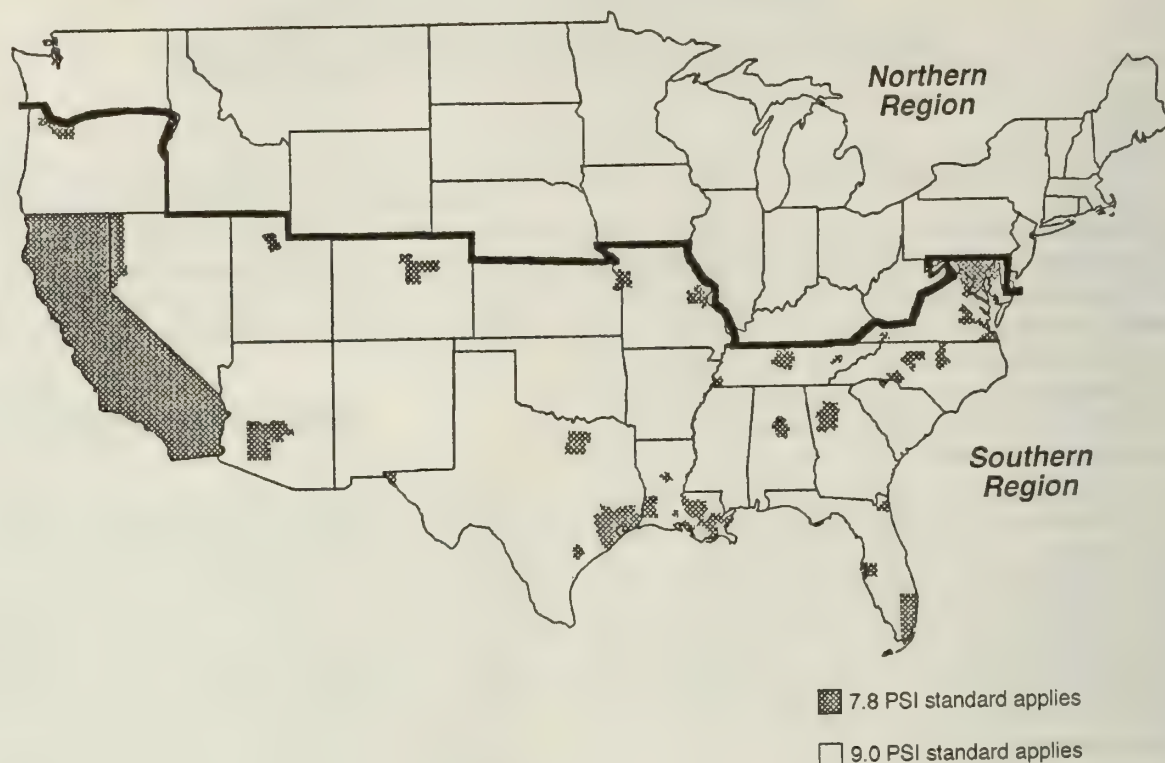 Northern
Region
Southern
Region
7.8 PSI standard applies
9.0 PSI standard applies